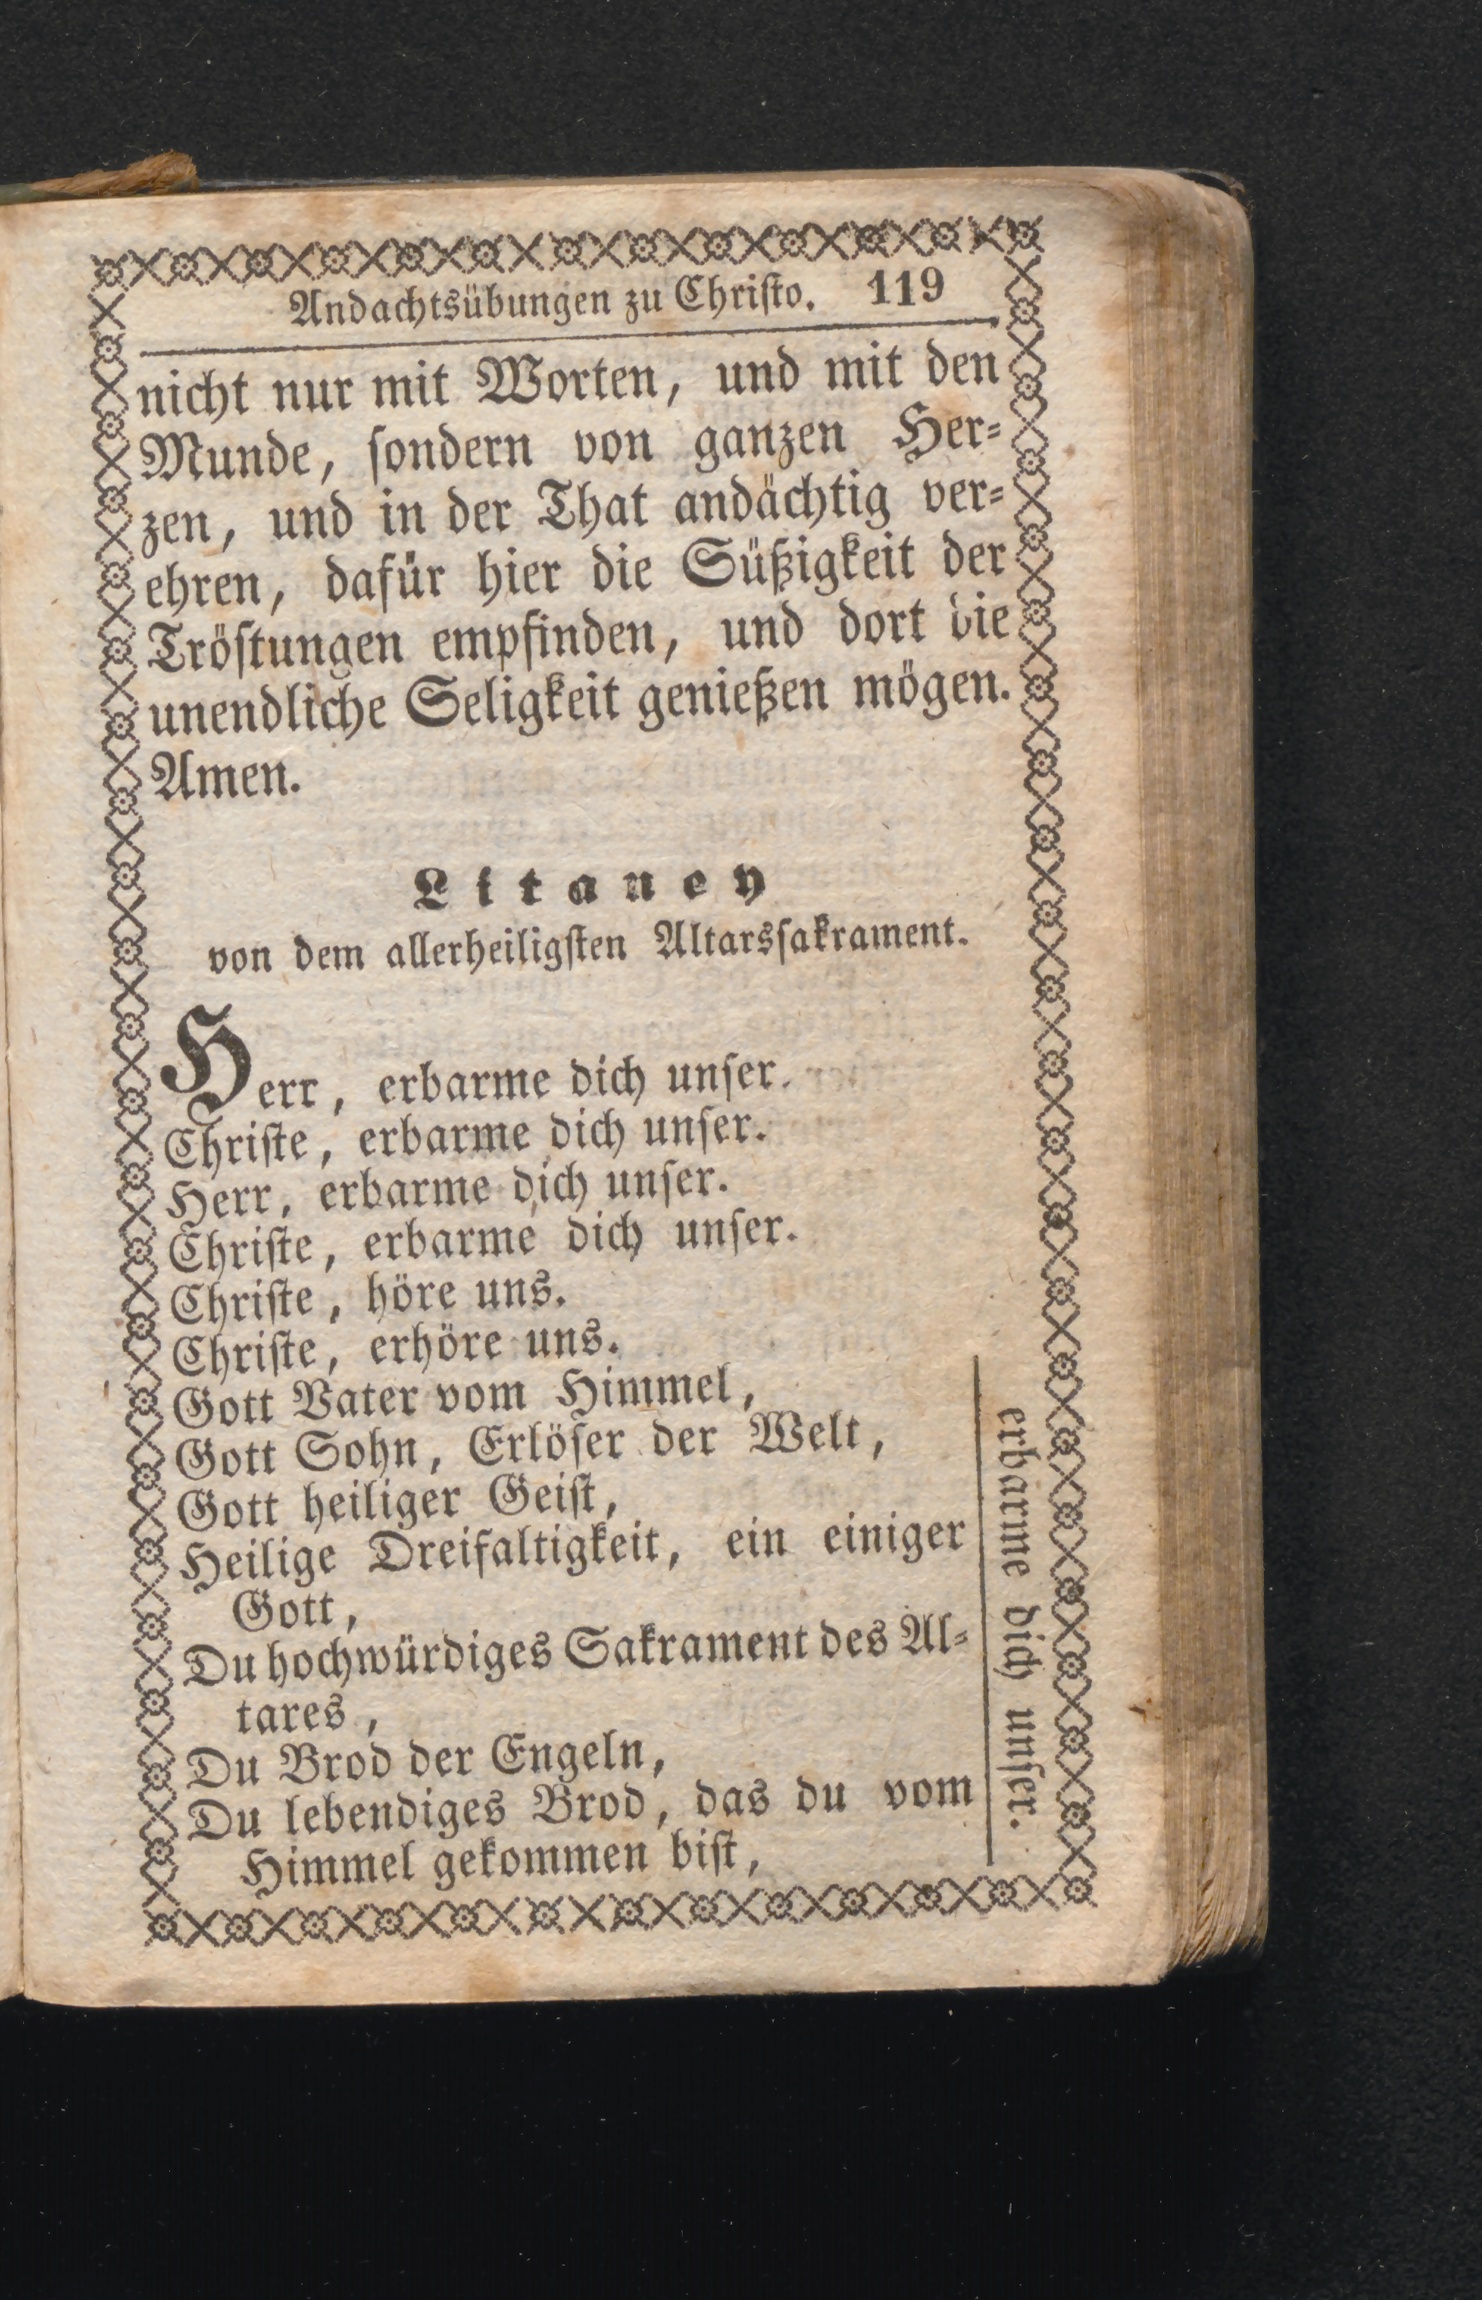 Andachtsübungen zu Christo. 119
nicht nur mit Worten, und mit den
Munde, sondern von ganzen Her-
zen, und in der That andächtig ver-
ehren, dafür hier die Süßigkeit der
Tröstungen empfinden, und dort die
unendliche Seligkeit genießen mögen.
Amen.
Litaney
von dem allerheiligsten Altarssakrament.
Herr, erbarme dich unser.
Christe, erbarme dich unser.
Herr, erbarme dich unser.
Christe, erbarme dich unser.
Christe, höre uns.
Christe, erhöre uns.
Gott Vater vom Himmel,
Gott Sohn, Erlöser der Welt,
Gott heiliger Geist,
Heilige Dreifaltigkeit, ein einiger
Gott,
Du hochwürdiges Sakrament des Al-
tares,
Du Brod der Engeln,
Du lebendiges Brod, das du vom
Himmel gekommen bist,
erbarme dich unser.